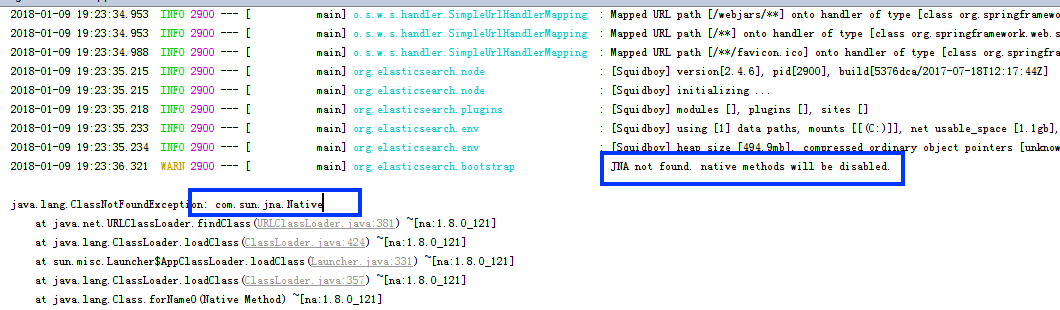 2018-01-09 19:23:34.953 INFO 2900 --- [ main] o.s.w.s.handler.SimpleUrlHandlerMapping : Mapped URL path [/webjars/**] onto handler of type [class org.springframewor
2018-01-09 19:23:34.953 INFO 2900 --- [ main] o.s.w.s.handler.SimpleUrlHandlerMapping : Mapped URL path [/**] onto handler of type [class org.springframework.web.s
2018-01-09 19:23:34.988 INFO 2900 --- [ main] o.s.w.s.handler.SimpleUrlHandlerMapping : Mapped URL path [/**/favicon.ico] onto handler of type [class org.springfra
2018-01-09 19:23:35.215 INFO 2900 --- [ main] org.elasticsearch.node : [Squidboy] version[2.4.6], pid[2900], build[5376dca/2017-07-18T12:17:44Z]
2018-01-09 19:23:35.215 INFO 2900 --- [ main] org.elasticsearch.node : [Squidboy] initializing ...
2018-01-09 19:23:35.218 INFO 2900 --- [ main] org.elasticsearch.plugins : [Squidboy] modules [], plugins [], sites []
2018-01-09 19:23:35.233 INFO 2900 --- [ main] org.elasticsearch.env : [Squidboy] using [1] data paths, mounts [[(C:)]], net usable_space [1.1gb],
2018-01-09 19:23:35.234 INFO 2900 --- [ main] org.elasticsearch.env : [Squidboy] heap size [494.9mb], compressed ordinary object pointers [unknow
2018-01-09 19:23:36.321 WARN 2900 --- [ main] org.elasticsearch.bootstrap : JNA not found. native methods will be disabled.
java.lang.ClassNotFoundException: com.sun.jna.Native
at java.net.URLClassLoader.findClass(URLClassLoader.java:381) ~[na:1.8.0_121]
at java.lang.ClassLoader.loadClass(ClassLoader.java:424) ~[na:1.8.0_121]
at sun.misc.Launcher$AppClassLoader.loadClass(Launcher.java:331) ~[na:1.8.0_121]
at java.lang.ClassLoader.loadClass(ClassLoader.java:357) ~[na:1.8.0_121]
at java.lang.Class.forName0(Native Method) ~[na:1.8.0_121]